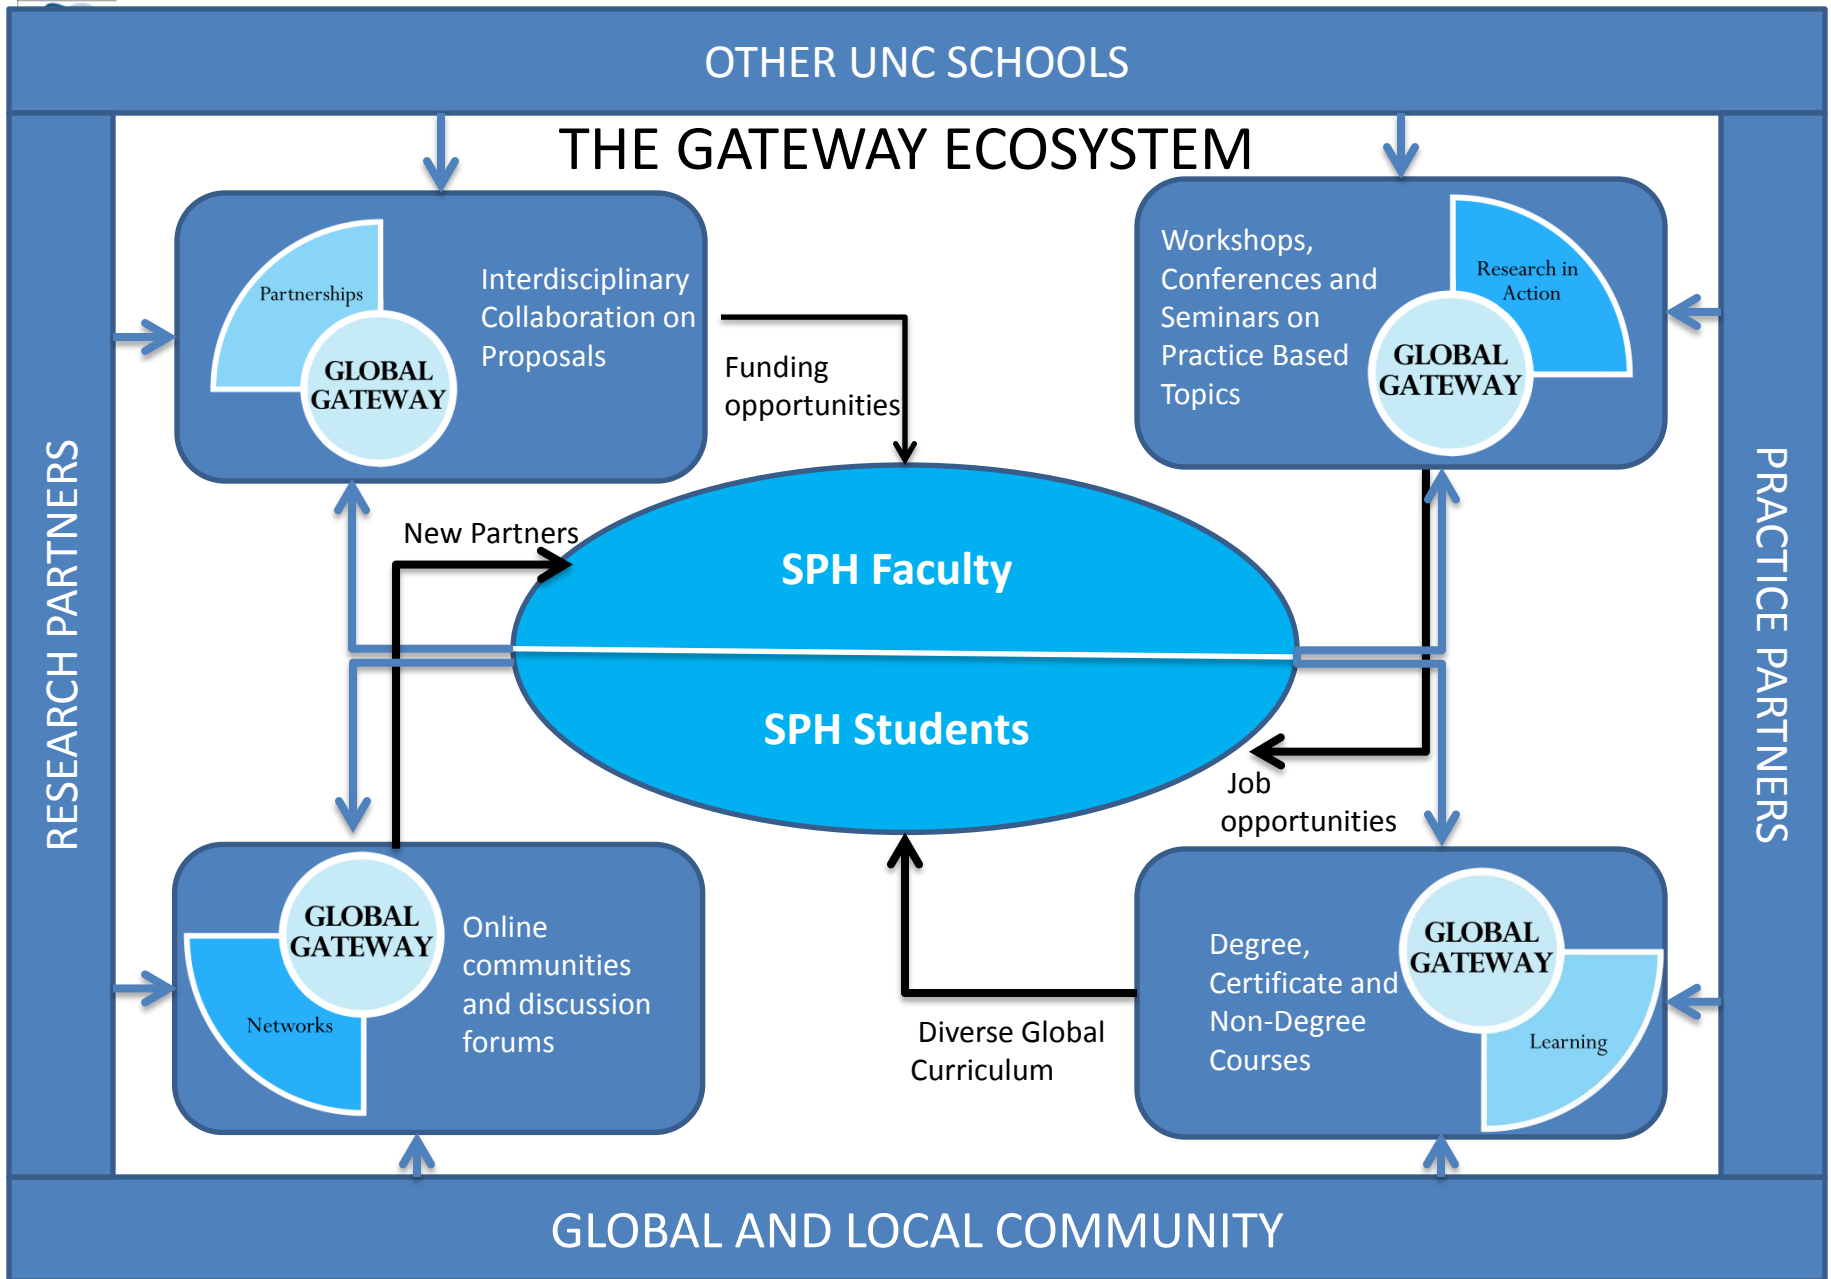 OTHER UNC SCHOOLS
THE GATEWAY ECOSYSTEM
RESEARCH PARTNERS
Partnerships
GLOBAL
GATEWAY
Interdisciplinary
Collaboration on
Proposals
Funding
opportunities
Workshops,
Conferences and
Seminars on
Practice Based
Topics
Research in
Action
GLOBAL
GATEWAY
PRACTICE PARTNERS
New Partners
SPH Faculty
SPH Students
Job
opportunities
GLOBAL
GATEWAY
Networks
Online
communities
and discussion
forums
Diverse Global
Curriculum
Degree,
Certificate and
Non-Degree
Courses
GLOBAL
GATEWAY
Learning
GLOBAL AND LOCAL COMMUNITY